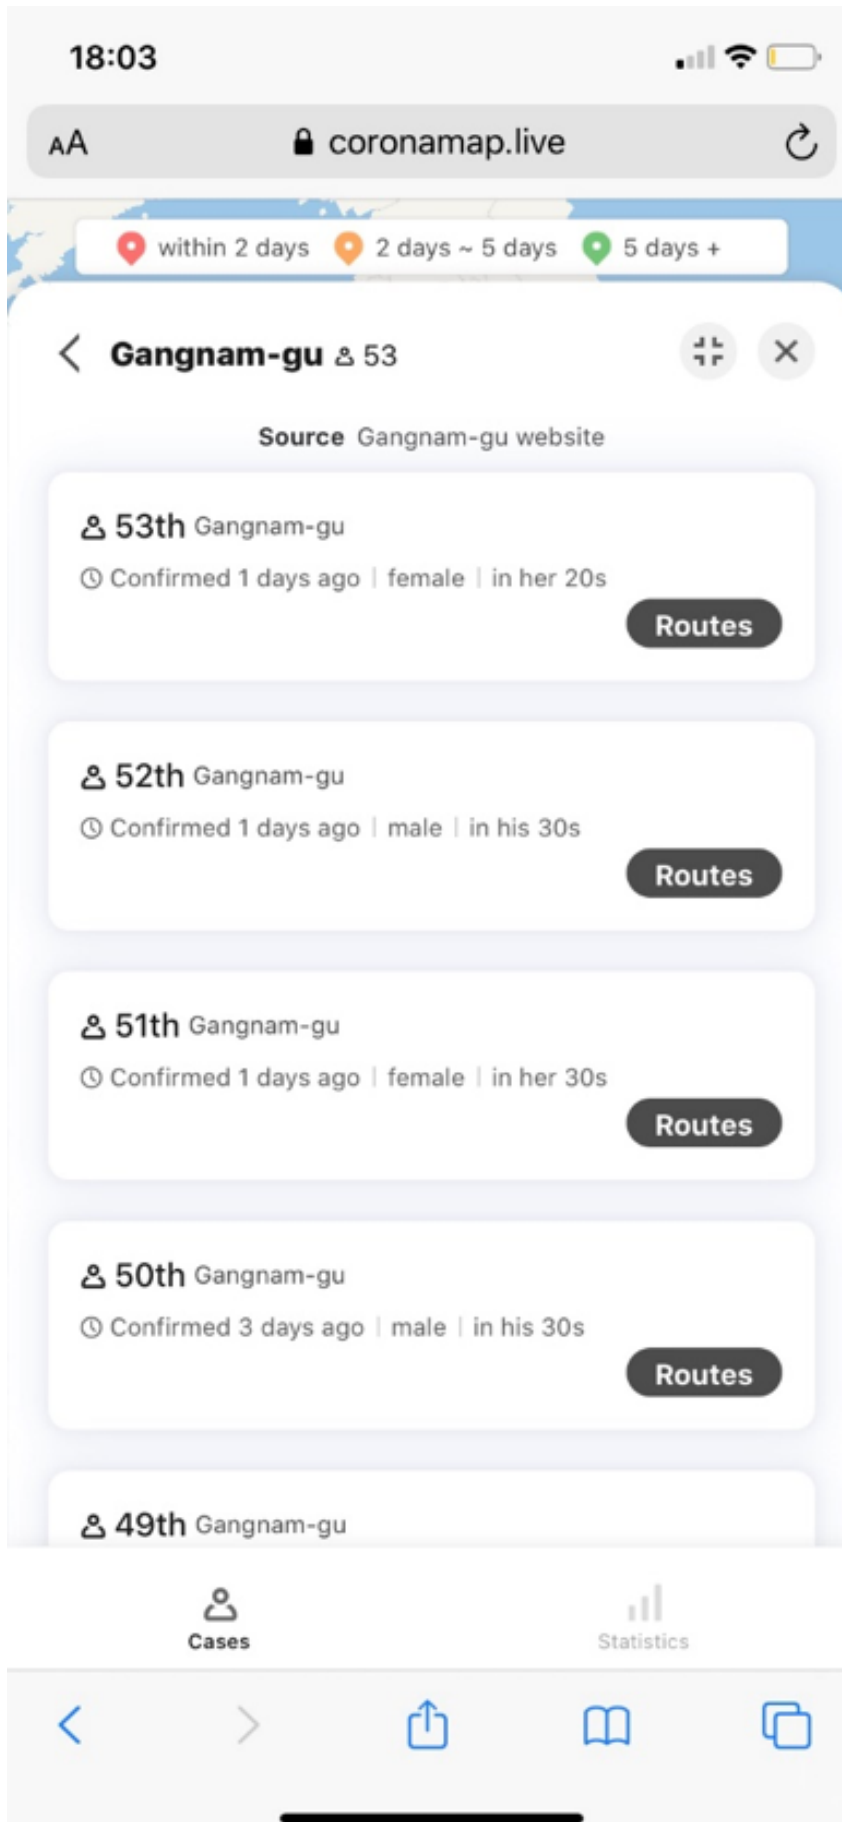 18:03
AA coronamap.live
within 2 days 2 days ~ 5 days 5 days +
Gangnam-gu 53
Source Gangnam-gu website
53th Gangnam-gu
Confirmed 1 days ago | female | in her 20s
Routes
52th Gangnam-gu
Confirmed 1 days ago | male | in his 30s
Routes
51th Gangnam-gu
Confirmed 1 days ago | female | in her 30s
Routes
50th Gangnam-gu
Confirmed 3 days ago | male | in his 30s
Routes
49th Gangnam-gu
Cases Statistics